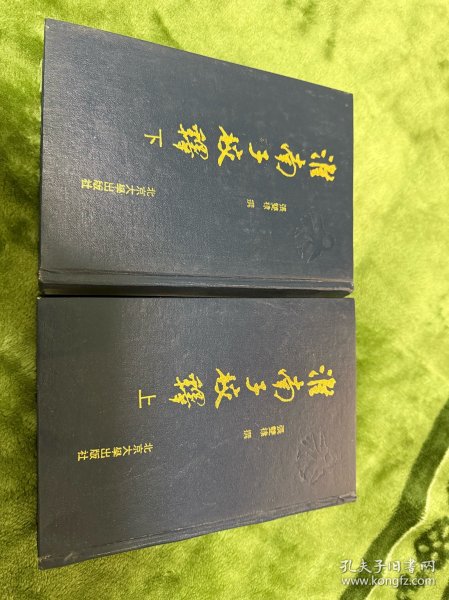 淮南子校釋
下
張雙棣 撰
北京大學出版社
淮南子校釋
上
張雙棣 撰
北京大學出版社
孔夫子旧书网
www.kongfz.com